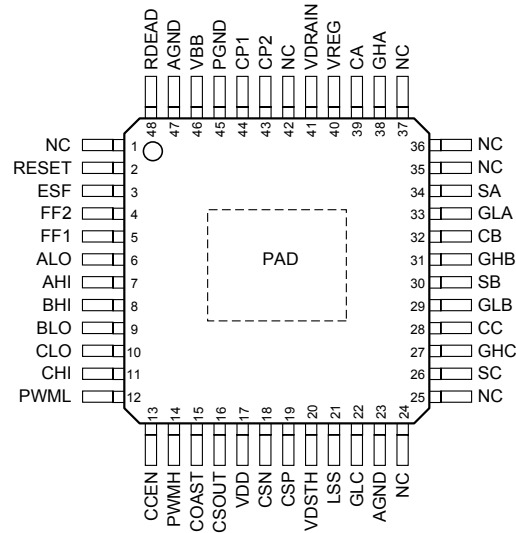 RDEAD AGND VBB PGND CP1 CP2 NC VDRAIN VREG CA GHA NC
48 47 46 45 44 43 42 41 40 39 38 37
NC 1 36 NC
RESET 2 35 NC
ESF 3 34 SA
FF2 4 33 GLA
FF1 5 32 CB
ALO 6 31 GHB
AHI 7 30 SB
BHI 8 29 GLB
BLO 9 28 CC
CLO 10 27 GHC
CHI 11 26 SC
PWML 12 25 NC
PAD
13 14 15 16 17 18 19 20 21 22 23 24
CCEN PWMH COAST CSOUT VDD CSN CSP VDSTH LSS GLC AGND NC